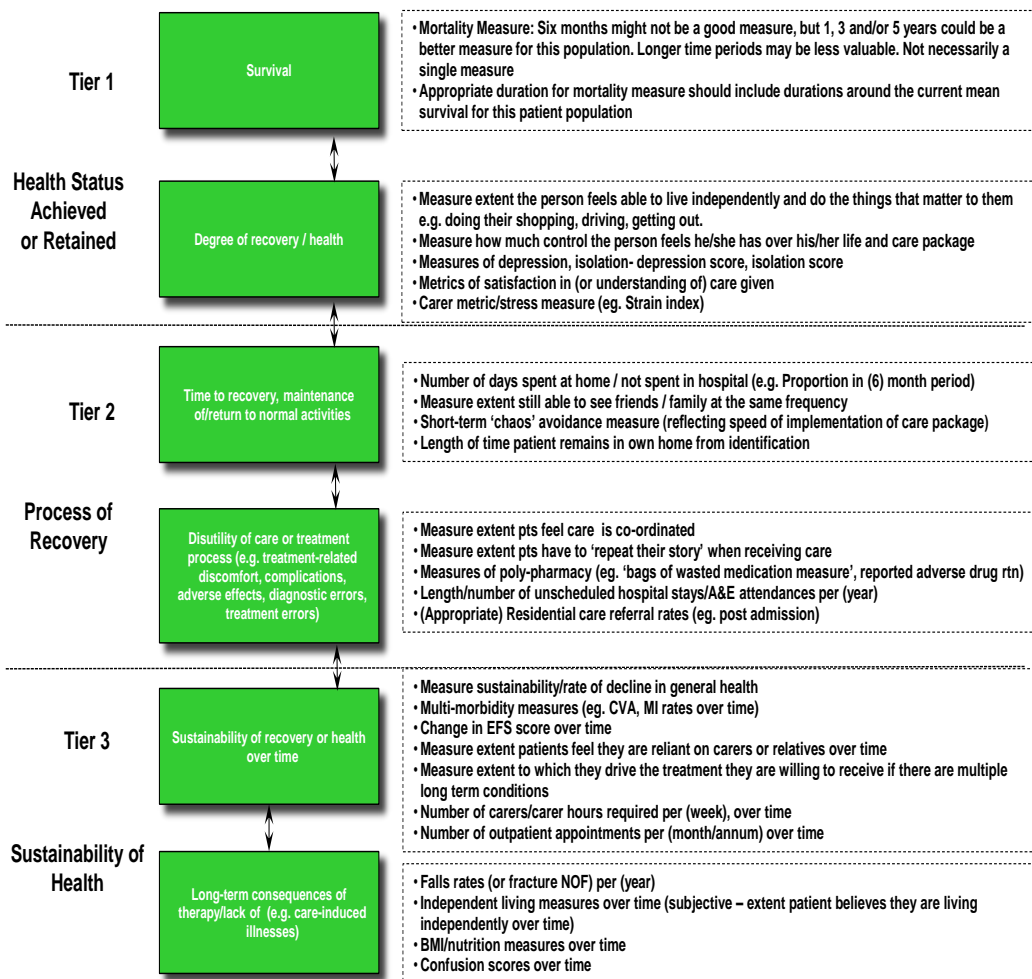 Tier 1
Survival
•Mortality Measure: Six months might not be a good measure, but 1, 3 and/or 5 years could be a
better measure for this population. Longer time periods may be less valuable. Not necessarily a
single measure
•Appropriate duration for mortality measure should include durations around the current mean
survival for this patient population
Health Status
Achieved
or Retained
Degree of recovery / health
•Measure extent the person feels able to live independently and do the things that matter to them
e.g. doing their shopping, driving, getting out.
•Measure how much control the person feels he/she has over his/her life and care package
•Measures of depression, isolation- depression score, isolation score
•Metrics of satisfaction in (or understanding of) care given
•Carer metric/stress measure (eg. Strain index)
Tier 2
Time to recovery, maintenance
of/return to normal activities
•Number of days spent at home / not spent in hospital (e.g. Proportion in (6) month period)
•Measure extent still able to see friends / family at the same frequency
•Short-term ‘chaos’ avoidance measure (reflecting speed of implementation of care package)
•Length of time patient remains in own home from identification
Process of
Recovery
Disutility of care or treatment
process (e.g. treatment-related
discomfort, complications,
adverse effects, diagnostic errors,
treatment errors)
•Measure extent pts feel care is co-ordinated
•Measure extent pts have to ‘repeat their story’ when receiving care
•Measures of poly-pharmacy (eg. ‘bags of wasted medication measure’, reported adverse drug rtn)
•Length/number of unscheduled hospital stays/A&E attendances per (year)
•(Appropriate) Residential care referral rates (eg. post admission)
Tier 3
Sustainability of recovery or health
over time
•Measure sustainability/rate of decline in general health
•Multi-morbidity measures (eg. CVA, MI rates over time)
•Change in EFS score over time
•Measure extent patients feel they are reliant on carers or relatives over time
•Measure extent to which they drive the treatment they are willing to receive if there are multiple
long term conditions
•Number of carers/carer hours required per (week), over time
•Number of outpatient appointments per (month/annum) over time
Sustainability of
Health
Long-term consequences of
therapy/lack of (e.g. care-induced
illnesses)
•Falls rates (or fracture NOF) per (year)
•Independent living measures over time (subjective – extent patient believes they are living
independently over time)
•BMI/nutrition measures over time
•Confusion scores over time